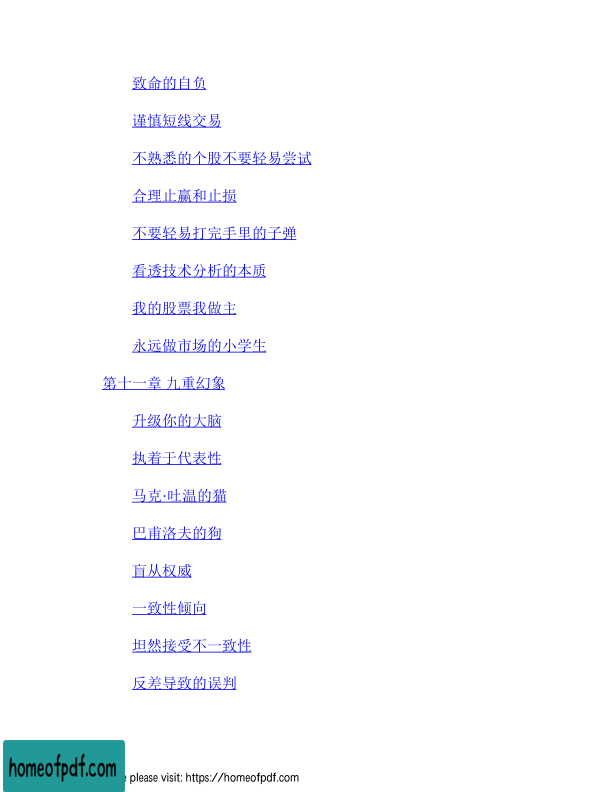 致命的自负
谨慎短线交易
不熟悉的个股不要轻易尝试
合理止赢和止损
不要轻易打完手里的子弹
看透技术分析的本质
我的股票我做主
永远做市场的小学生
第十一章 九重幻象
升级你的大脑
执着于代表性
马克·吐温的猫
巴甫洛夫的狗
盲从权威
一致性倾向
坦然接受不一致性
反差导致的误判
homeofpdf.com
please visit: https://homeofpdf.com